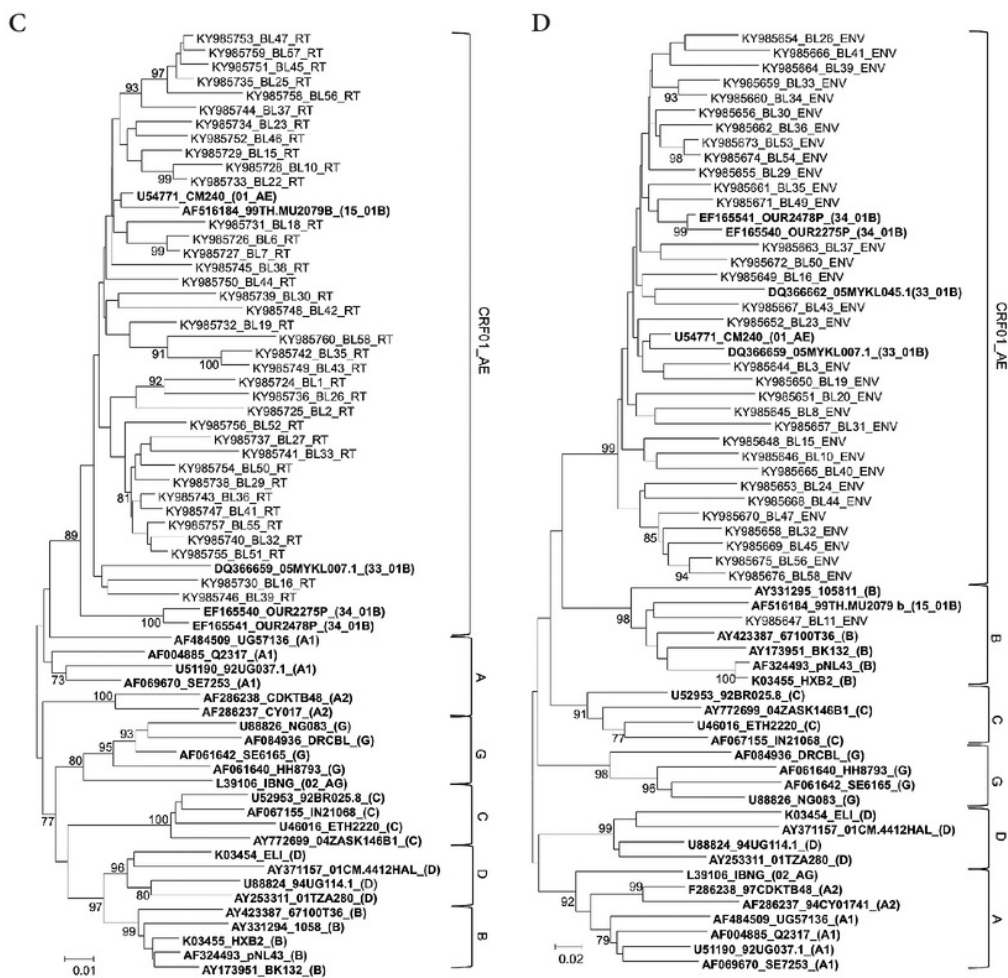 C
KY985753_BL47_RT
KY985759_BL57_RT
KY985751_BL45_RT
97
KY985735_BL25_RT
93
KY985758_BL56_RT
KY985744_BL37_RT
KY985734_BL23_RT
KY985752_BL46_RT
KY985729_BL15_RT
KY985728_BL10_RT
99
KY985733_BL22_RT
U54771_CM240_(01_AE)
AF516184_99TH.MU2079B_(15_01B)
KY985731_BL18_RT
KY985726_BL6_RT
99
KY985727_BL7_RT
KY985745_BL38_RT
KY985750_BL44_RT
KY985739_BL30_RT
KY985748_BL42_RT
KY985732_BL19_RT
KY985760_BL58_RT
91
KY985742_BL35_RT
100
KY985749_BL43_RT
92
KY985724_BL1_RT
KY985736_BL26_RT
KY985725_BL2_RT
KY985756_BL52_RT
KY985737_BL27_RT
KY985741_BL33_RT
KY985754_BL50_RT
KY985738_BL29_RT
81
KY985743_BL36_RT
KY985747_BL41_RT
KY985757_BL55_RT
KY985740_BL32_RT
89
KY985755_BL51_RT
DQ366659_05MYKL007.1_(33_01B)
KY985730_BL16_RT
KY985746_BL39_RT
EF165540_OUR2275P_(34_01B)
100
EF165541_OUR2478P_(34_01B)
CRF01_AE
AF484509_UG57136_(A1)
AF004885_Q2317_(A1)
U51190_92UG037.1_(A1)
73
AF069670_SE7253_(A1)
100
AF286238_CDKTB48_(A2)
AF286237_CY017_(A2)
A
93
U88826_NG083_(G)
AF084936_DRCBL_(G)
95
AF061642_SE6165_(G)
80
AF061640_HH8793_(G)
L39106_IBNG_(02_AG)
G
U52953_92BR025.8_(C)
AF067155_IN21068_(C)
100
U46016_ETH2220_(C)
77
AY772699_04ZASK146B1_(C)
C
K03454_ELI_(D)
96
AY371157_01CM.4412HAL_(D)
U88824_94UG114.1_(D)
80
AY253311_01TZA280_(D)
D
97
AY423387_67100T36_(B)
99
AY331294_1058_(B)
K03455_HXB2_(B)
AF324493_pNL43_(B)
AY173951_BK132_(B)
B
0.01
D
KY985654_BL26_ENV
KY985666_BL41_ENV
KY985664_BL39_ENV
KY985659_BL33_ENV
93
KY985660_BL34_ENV
KY985656_BL30_ENV
KY985662_BL36_ENV
KY985673_BL53_ENV
98
KY985674_BL54_ENV
KY985655_BL29_ENV
KY985661_BL35_ENV
KY985671_BL49_ENV
EF165541_OUR2478P_(34_01B)
99
EF165540_OUR2275P_(34_01B)
KY985663_BL37_ENV
KY985672_BL50_ENV
KY985649_BL16_ENV
DQ366662_05MYKL045.1(33_01B)
KY985667_BL43_ENV
KY985652_BL23_ENV
U54771_CM240_(01_AE)
DQ366659_05MYKL007.1_(33_01B)
KY985644_BL3_ENV
KY985650_BL19_ENV
KY985651_BL20_ENV
KY985645_BL8_ENV
KY985657_BL31_ENV
99
KY985648_BL15_ENV
KY985646_BL10_ENV
KY985665_BL40_ENV
KY985653_BL24_ENV
KY985668_BL44_ENV
KY985670_BL47_ENV
KY985658_BL32_ENV
85
KY985669_BL45_ENV
KY985675_BL56_ENV
94
KY985676_BL58_ENV
CRF01_AE
AY331295_105811_(B)
AF516184_99TH.MU2079 b_(15_01B)
98
KY985647_BL11_ENV
AY423387_67100T36_(B)
AY173951_BK132_(B)
AF324493_pNL43_(B)
100
K03455_HXB2_(B)
B
U52953_92BR025.8_(C)
91
AY772699_04ZASK146B1_(C)
U46016_ETH2220_(C)
77
AF067155_IN21068_(C)
C
AF084936_DRCBL_(G)
98
AF061640_HH8793_(G)
96
AF061642_SE6165_(G)
U88826_NG083_(G)
G
K03454_ELI_(D)
99
AY371157_01CM.4412HAL_(D)
U88824_94UG114.1_(D)
AY253311_01TZA280_(D)
D
L39106_IBNG_(02_AG)
99
F286238_97CDKTB48_(A2)
92
AF286237_94CY01741_(A2)
AF484509_UG57136_(A1)
79
AF004885_Q2317_(A1)
U51190_92UG037.1_(A1)
AF069670_SE7253_(A1)
A
0.02